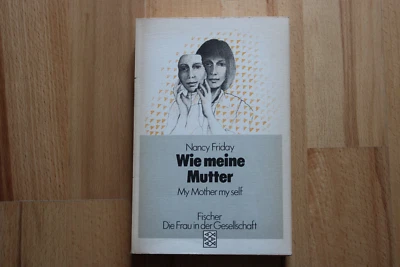 Nancy Friday
Wie meine
Mutter
My Mother my self
Fischer
Die Frau in der Gesellschaft